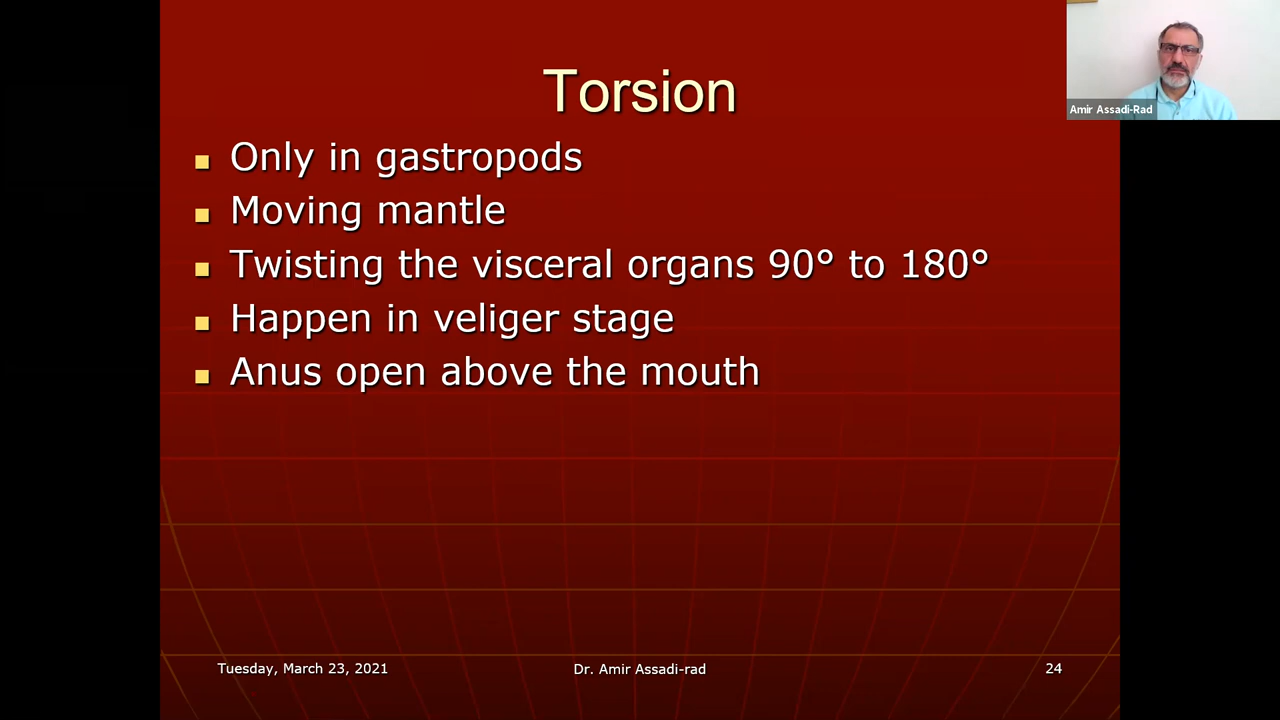 Torsion
Amir Assadi-Rad
Only in gastropods
Moving mantle
Twisting the visceral organs 90° to 180°
Happen in veliger stage
Anus open above the mouth
Tuesday, March 23, 2021
Dr. Amir Assadi-rad
24